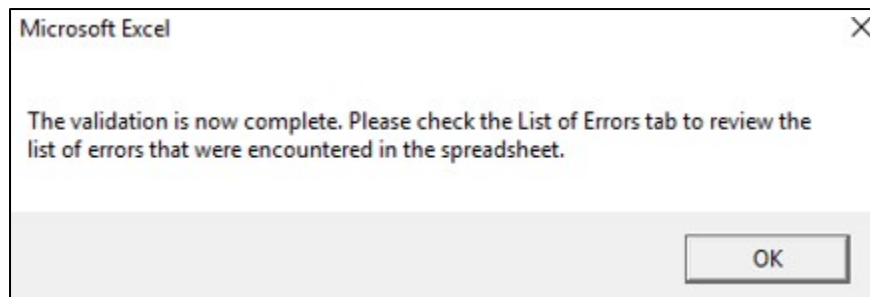 Microsoft Excel
The validation is now complete. Please check the List of Errors tab to review the
list of errors that were encountered in the spreadsheet.
OK